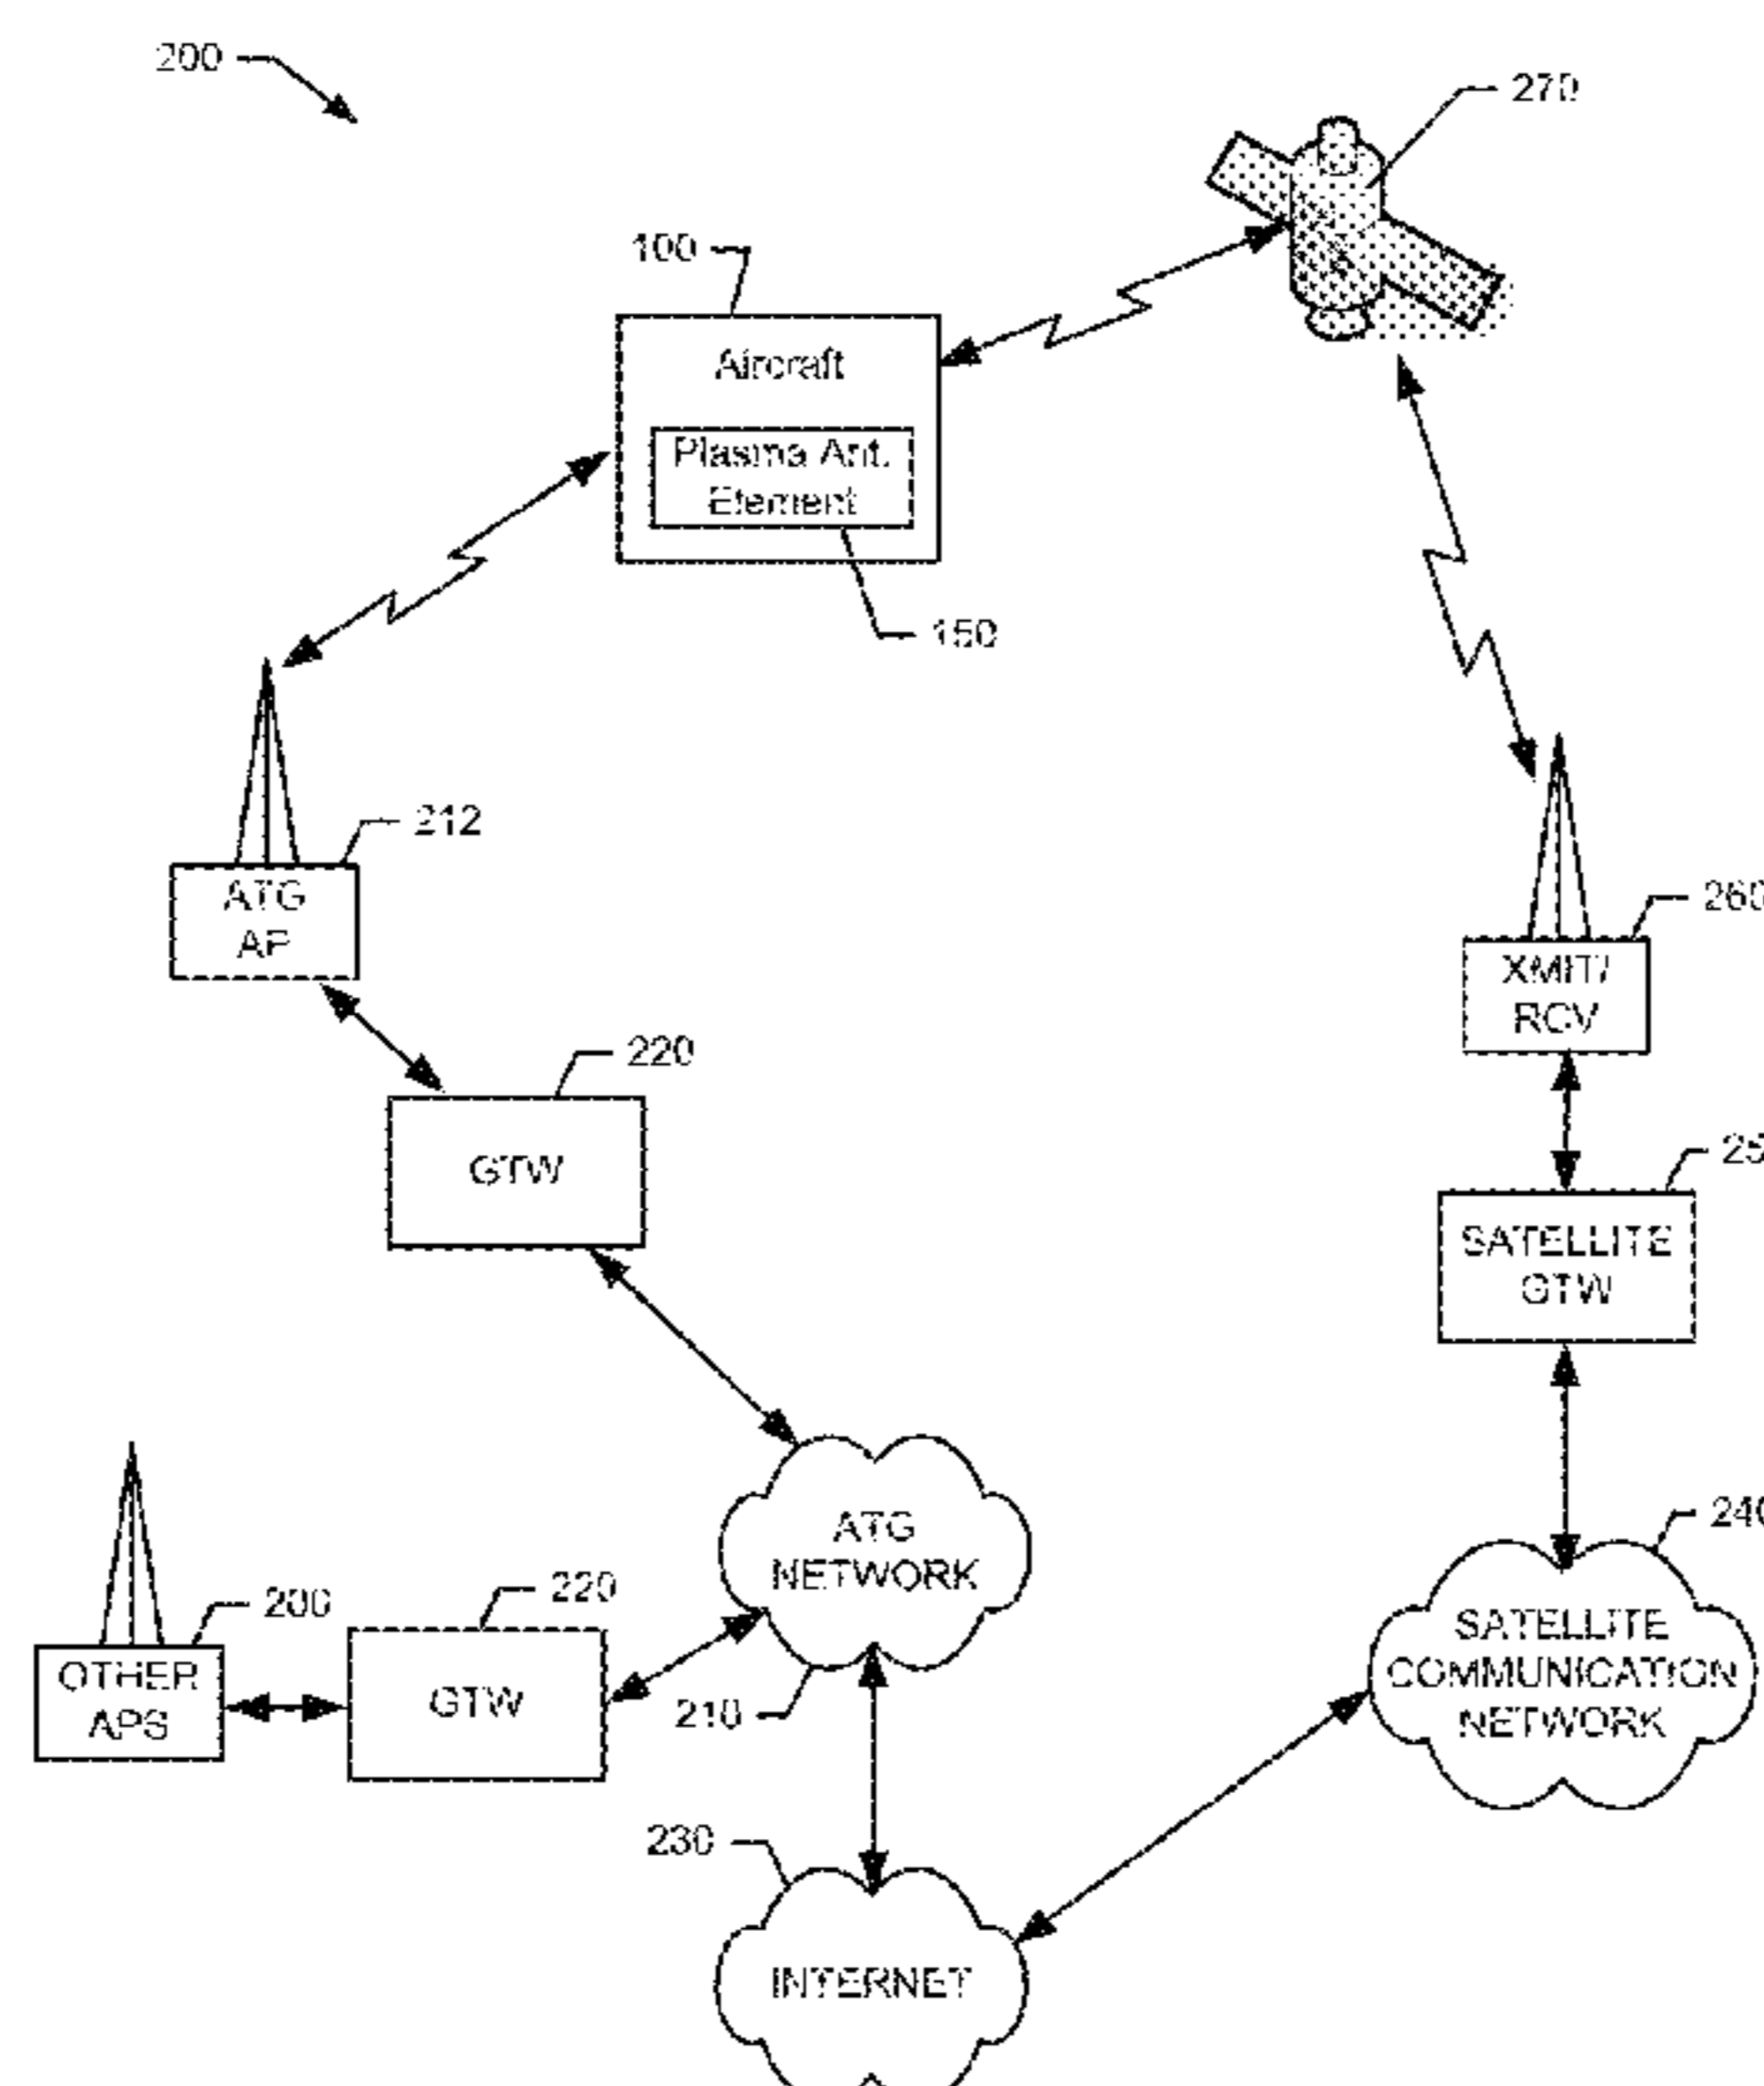 200
270
100
Aircraft
Plasma Ant.
Element
150
212
ATG
AP
260
XMIT/
RCV
220
GTW
25
SATELLITE
GTW
240
ATG
NETWORK
200
220
OTHER
APS
GTW
210
SATELLITE
COMMUNICATION
NETWORK
230
INTERNET